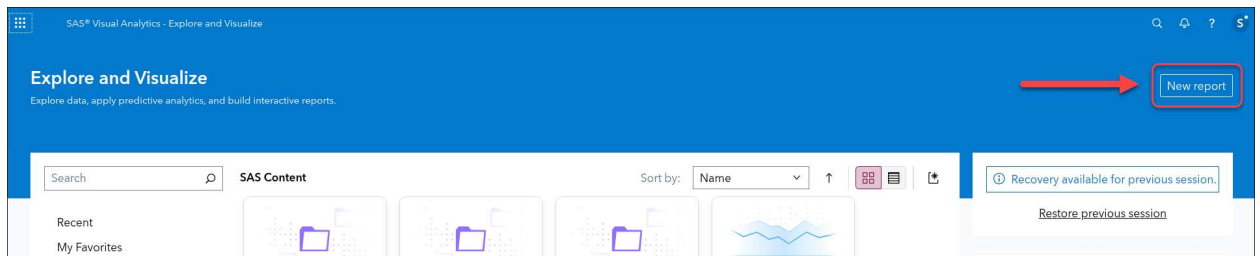 SAS® Visual Analytics - Explore and Visualize
?
S
Explore and Visualize
Explore data, apply predictive analytics, and build interactive reports.
New report
Search
SAS Content
Sort by:
Name
Recovery available for previous session.
Restore previous session
Recent
My Favorites